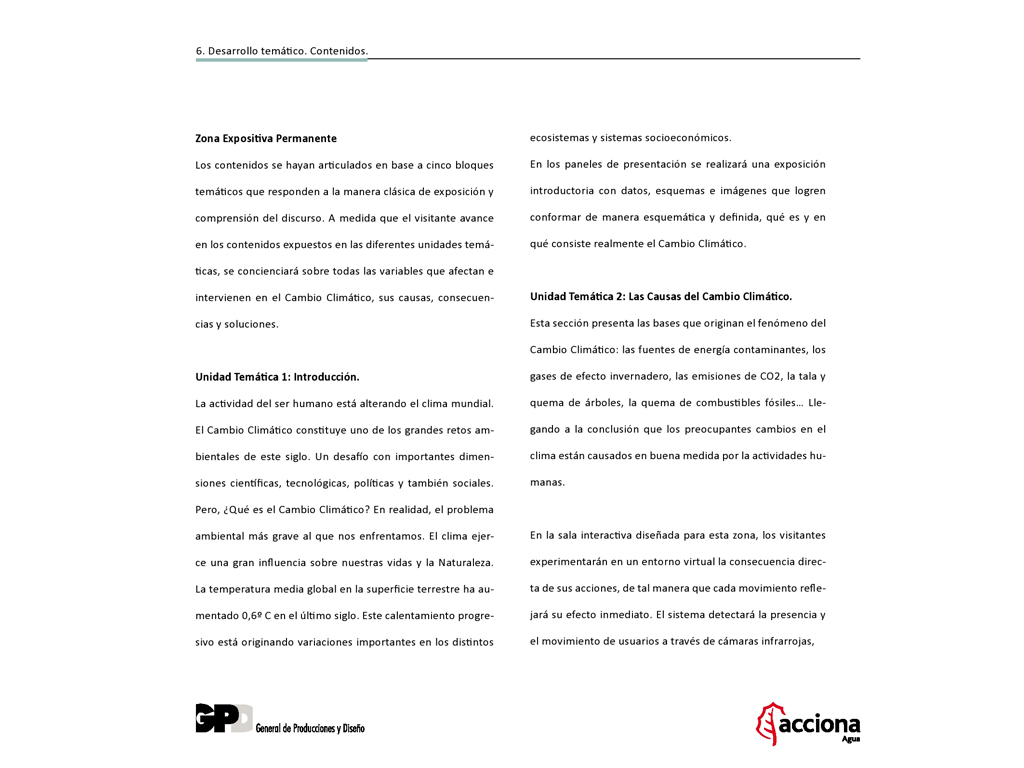 6. Desarrollo temático. Contenidos.
Zona Expositiva Permanente
Los contenidos se hayan articulados en base a cinco bloques
temáticos que responden a la manera clásica de exposición y
comprensión del discurso. A medida que el visitante avance
en los contenidos expuestos en las diferentes unidades temá-
ticas, se concienciará sobre todas las variables que afectan e
intervienen en el Cambio Climático, sus causas, consecuen-
cias y soluciones.
Unidad Temática 1: Introducción.
La actividad del ser humano está alterando el clima mundial.
El Cambio Climático constituye uno de los grandes retos am-
bientales de este siglo. Un desafío con importantes dimen-
siones científicas, tecnológicas, políticas y también sociales.
Pero, ¿Qué es el Cambio Climático? En realidad, el problema
ambiental más grave al que nos enfrentamos. El clima ejer-
ce una gran influencia sobre nuestras vidas y la Naturaleza.
La temperatura media global en la superficie terrestre ha au-
mentado 0,6º C en el último siglo. Este calentamiento progre-
sivo está originando variaciones importantes en los distintos
ecosistemas y sistemas socioeconómicos.
En los paneles de presentación se realizará una exposición
introductoria con datos, esquemas e imágenes que logren
conformar de manera esquemática y definida, qué es y en
qué consiste realmente el Cambio Climático.
Unidad Temática 2: Las Causas del Cambio Climático.
Esta sección presenta las bases que originan el fenómeno del
Cambio Climático: las fuentes de energía contaminantes, los
gases de efecto invernadero, las emisiones de CO2, la tala y
quema de árboles, la quema de combustibles fósiles... Lle-
gando a la conclusión que los preocupantes cambios en el
clima están causados en buena medida por la actividades hu-
manas.
En la sala interactiva diseñada para esta zona, los visitantes
experimentarán en un entorno virtual la consecuencia direc-
ta de sus acciones, de tal manera que cada movimiento refle-
jará su efecto inmediato. El sistema detectará la presencia y
el movimiento de usuarios a través de cámaras infrarrojas,
GPD General de Producciones y Diseño
acciona
Agua